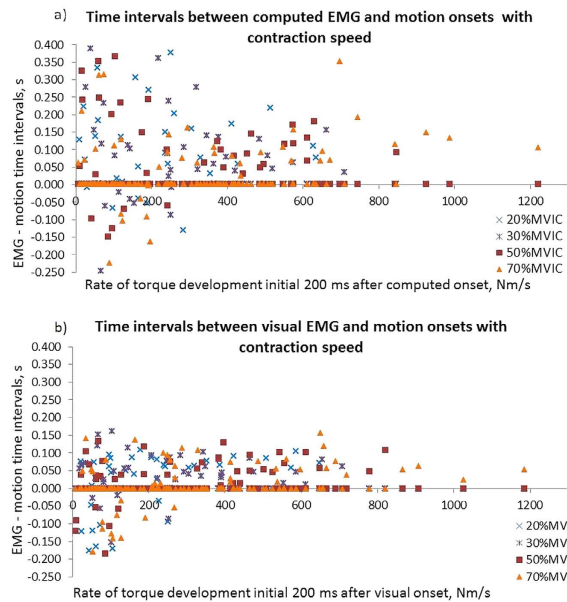 a) Time intervals between computed EMG and motion onsets with
contraction speed
0.400
0.350
0.300
0.250
0.200
0.150
0.100
0.050
0.000
-0.050
-0.100
-0.150
-0.200
-0.250
EMG - motion time intervals, s
0 200 400 600 800 1000 1200
20%MVIC
30%MVIC
50%MVIC
70%MVIC
Rate of torque development initial 200 ms after computed onset, Nm/s
b) Time intervals between visual EMG and motion onsets with
contraction speed
0.400
0.350
0.300
0.250
0.200
0.150
0.100
0.050
0.000
-0.050
-0.100
-0.150
-0.200
-0.250
EMG - motion time intervals, s
0 200 400 600 800 1000 1200
20%MV
30%MV
50%MV
70%MV
Rate of torque development initial 200 ms after visual onset, Nm/s